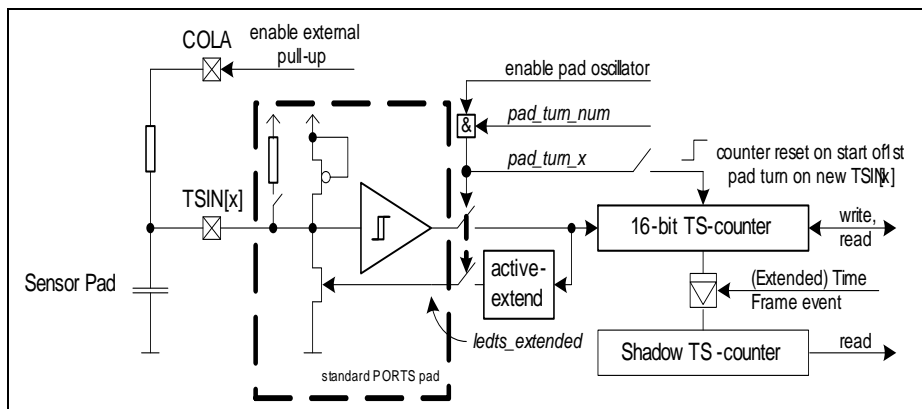 COLA
enable external
pull-up
enable pad oscillator
pad_turn_num
&
pad_turn_x
counter reset on start of1st
pad turn on new TSIN[x]
TSIN[x]
16-bit TS-counter
write,
read
Sensor Pad
active-
extend
(Extended) Time
Frame event
ledts_extended
standard PORTS pad
Shadow TS -counter
read